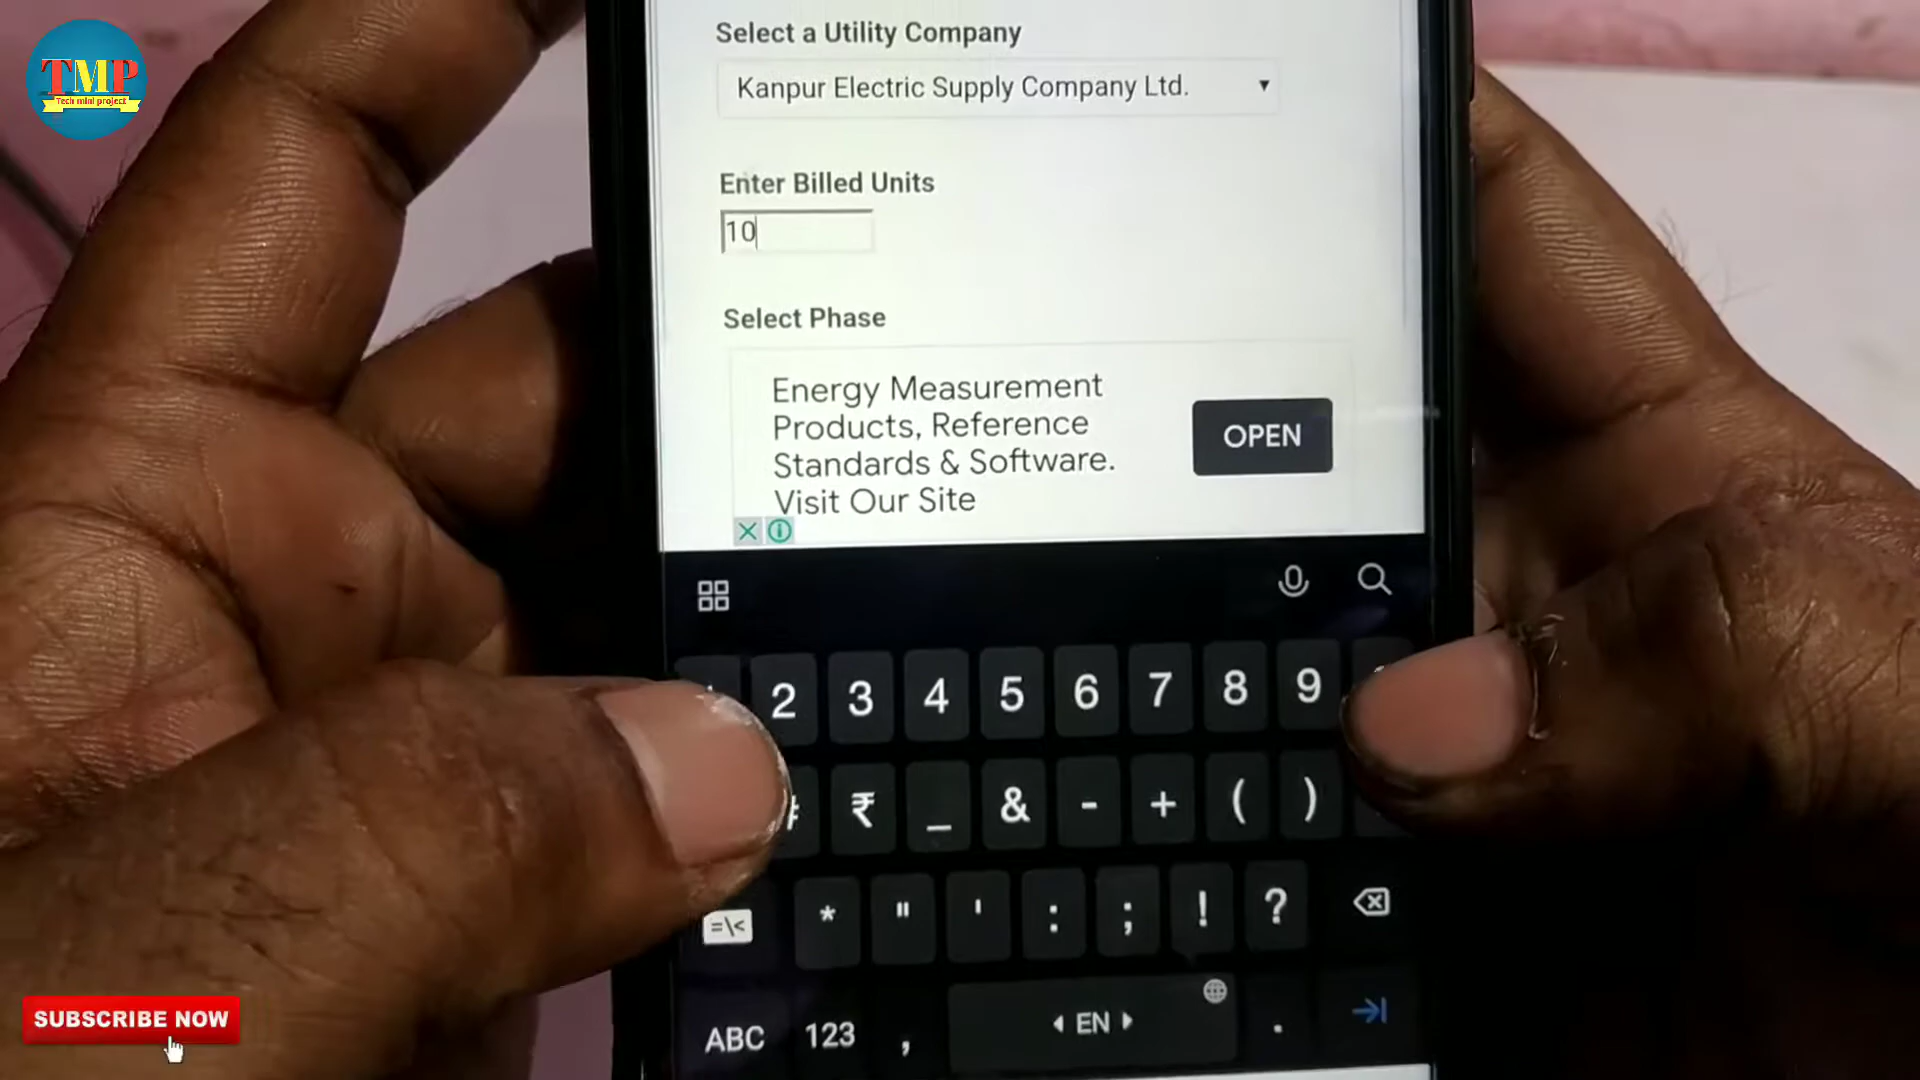 TMP
Tech mini project
Select a Utility Company
Kanpur Electric Supply Company Ltd.
Enter Billed Units
10
Select Phase
Energy Measurement
Products, Reference
Standards & Software.
Visit Our Site
OPEN
2 3 4 5 6 7 8 9
₹ _ & - + ( )
=\< * " ' : ; ! ?
ABC 123 , EN .
SUBSCRIBE NOW